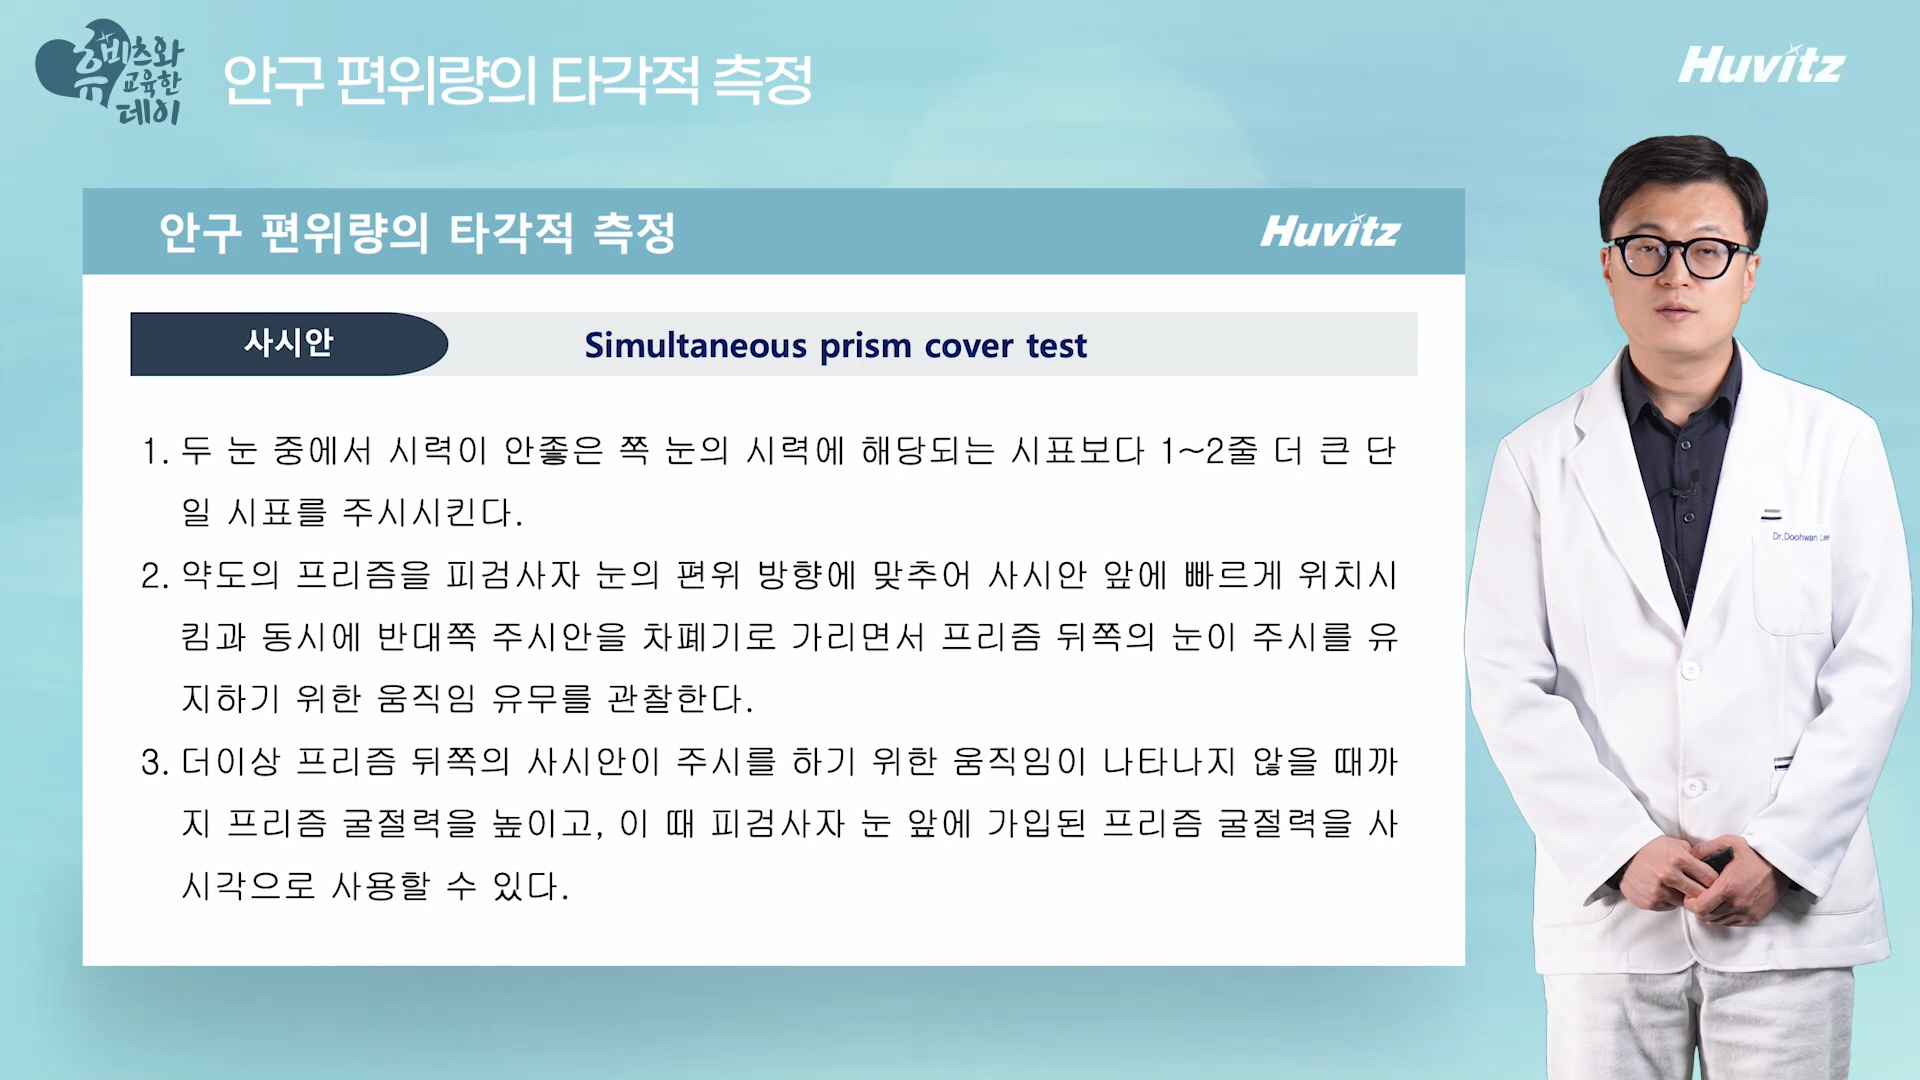 휴비츠와
교육한
데이
안구 편위량의 타각적 측정
Huvitz
안구 편위량의 타각적 측정
Huvitz
사시안
Simultaneous prism cover test
1. 두 눈 중에서 시력이 안좋은 쪽 눈의 시력에 해당되는 시표보다 1~2줄 더 큰 단
일 시표를 주시시킨다.
2. 약도의 프리즘을 피검사자 눈의 편위 방향에 맞추어 사시안 앞에 빠르게 위치시
킴과 동시에 반대쪽 주시안을 차폐기로 가리면서 프리즘 뒤쪽의 눈이 주시를 유
지하기 위한 움직임 유무를 관찰한다.
3. 더이상 프리즘 뒤쪽의 사시안이 주시를 하기 위한 움직임이 나타나지 않을 때까
지 프리즘 굴절력을 높이고, 이 때 피검사자 눈 앞에 가입된 프리즘 굴절력을 사
시각으로 사용할 수 있다.
Dr.Doohwan Lee